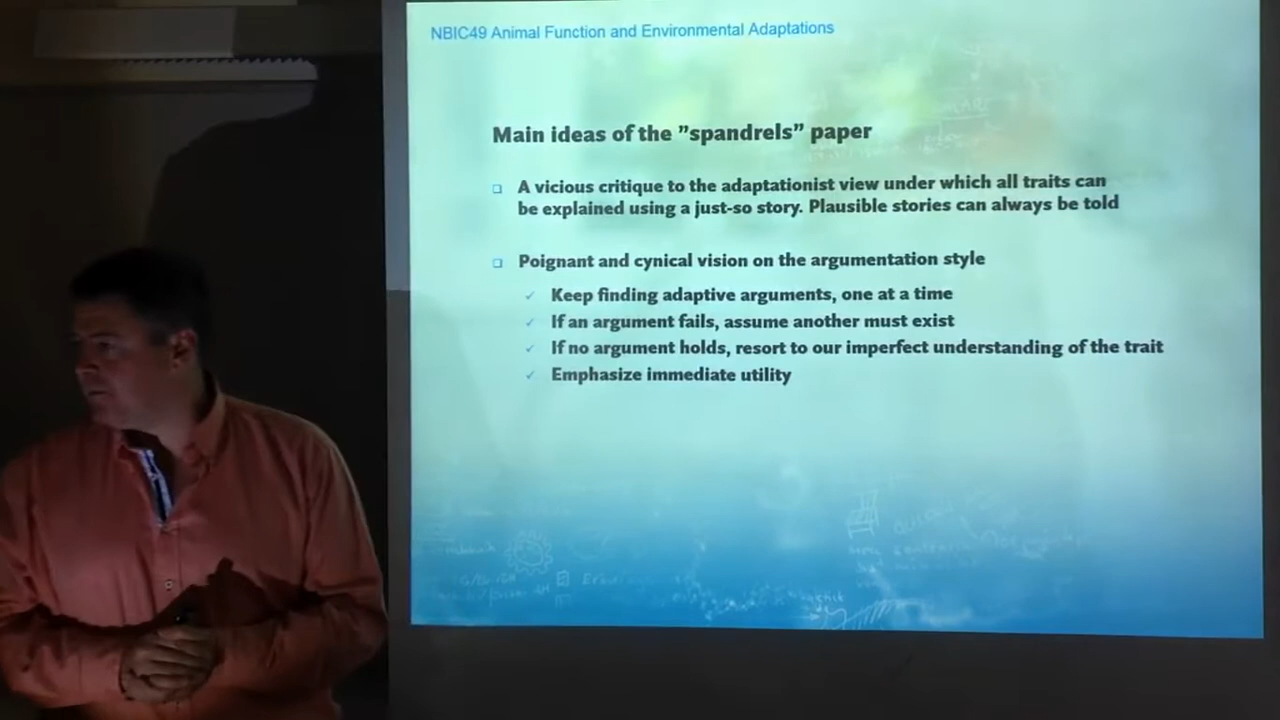 NBIC49 Animal Function and Environmental Adaptations
Main ideas of the ”spandrels” paper
A vicious critique to the adaptationist view under which all traits can
be explained using a just-so story. Plausible stories can always be told
Poignant and cynical vision on the argumentation style
Keep finding adaptive arguments, one at a time
If an argument fails, assume another must exist
If no argument holds, resort to our imperfect understanding of the trait
Emphasize immediate utility